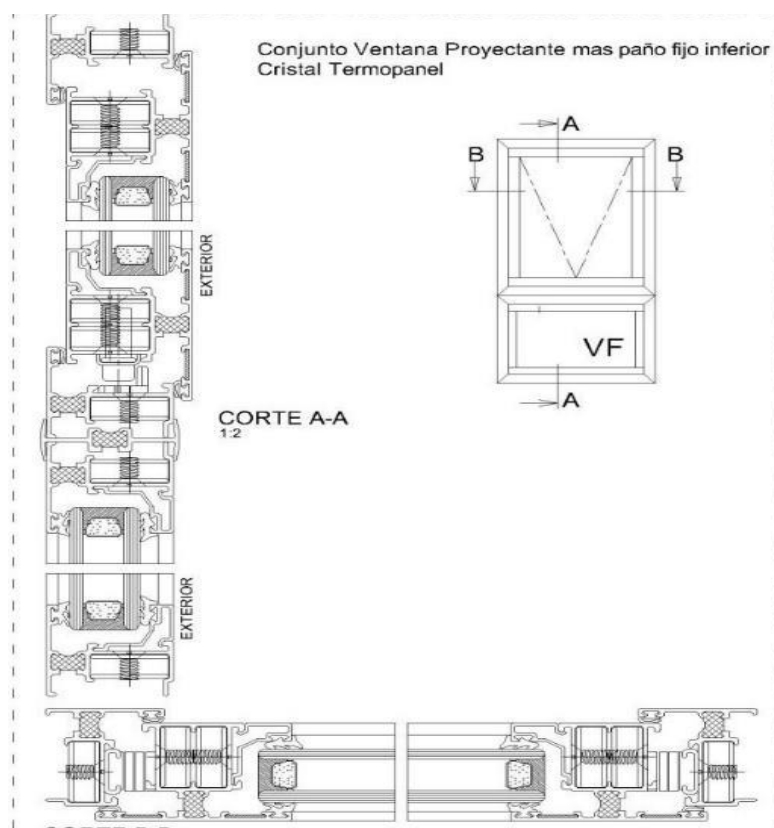 Conjunto Ventana Proyectante mas paño fijo inferior
Cristal Termopanel
A
B B
EXTERIOR
VF
A
CORTE A-A
1:2
EXTERIOR